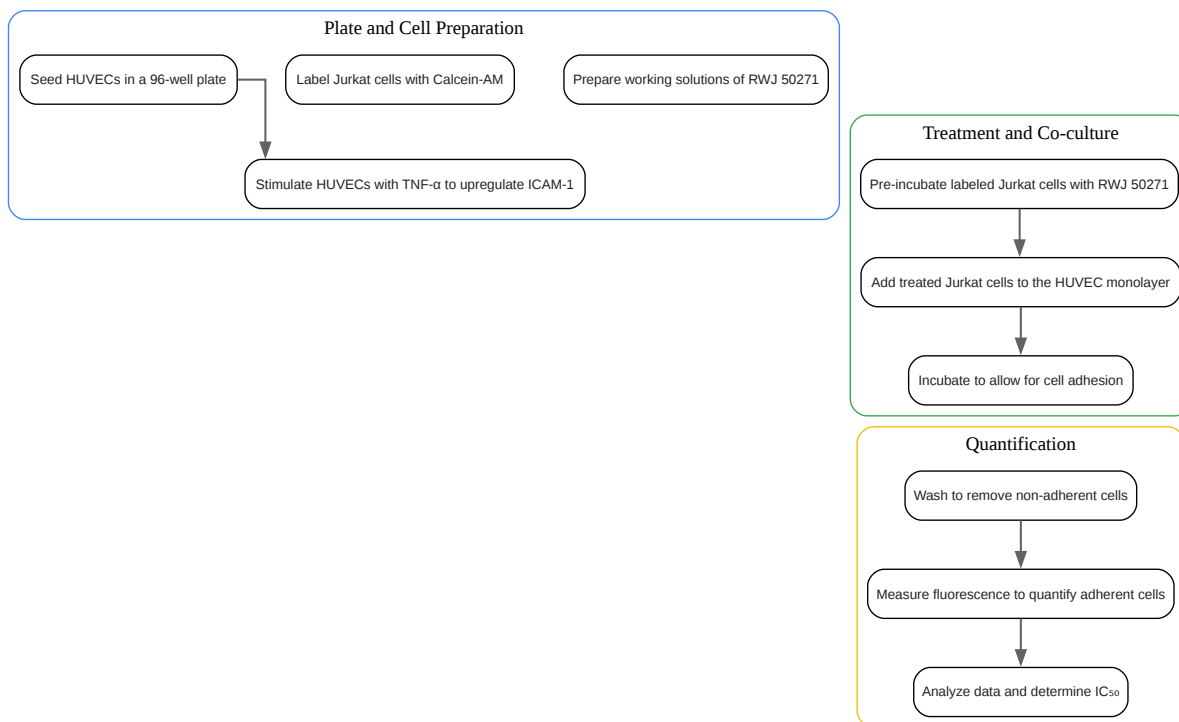 Plate and Cell Preparation
Seed HUVECs in a 96-well plate
Label Jurkat cells with Calcein-AM
Prepare working solutions of RWJ 50271
Stimulate HUVECs with TNF-α to upregulate ICAM-1
Treatment and Co-culture
Pre-incubate labeled Jurkat cells with RWJ 50271
Add treated Jurkat cells to the HUVEC monolayer
Incubate to allow for cell adhesion
Quantification
Wash to remove non-adherent cells
Measure fluorescence to quantify adherent cells
Analyze data and determine IC₅₀